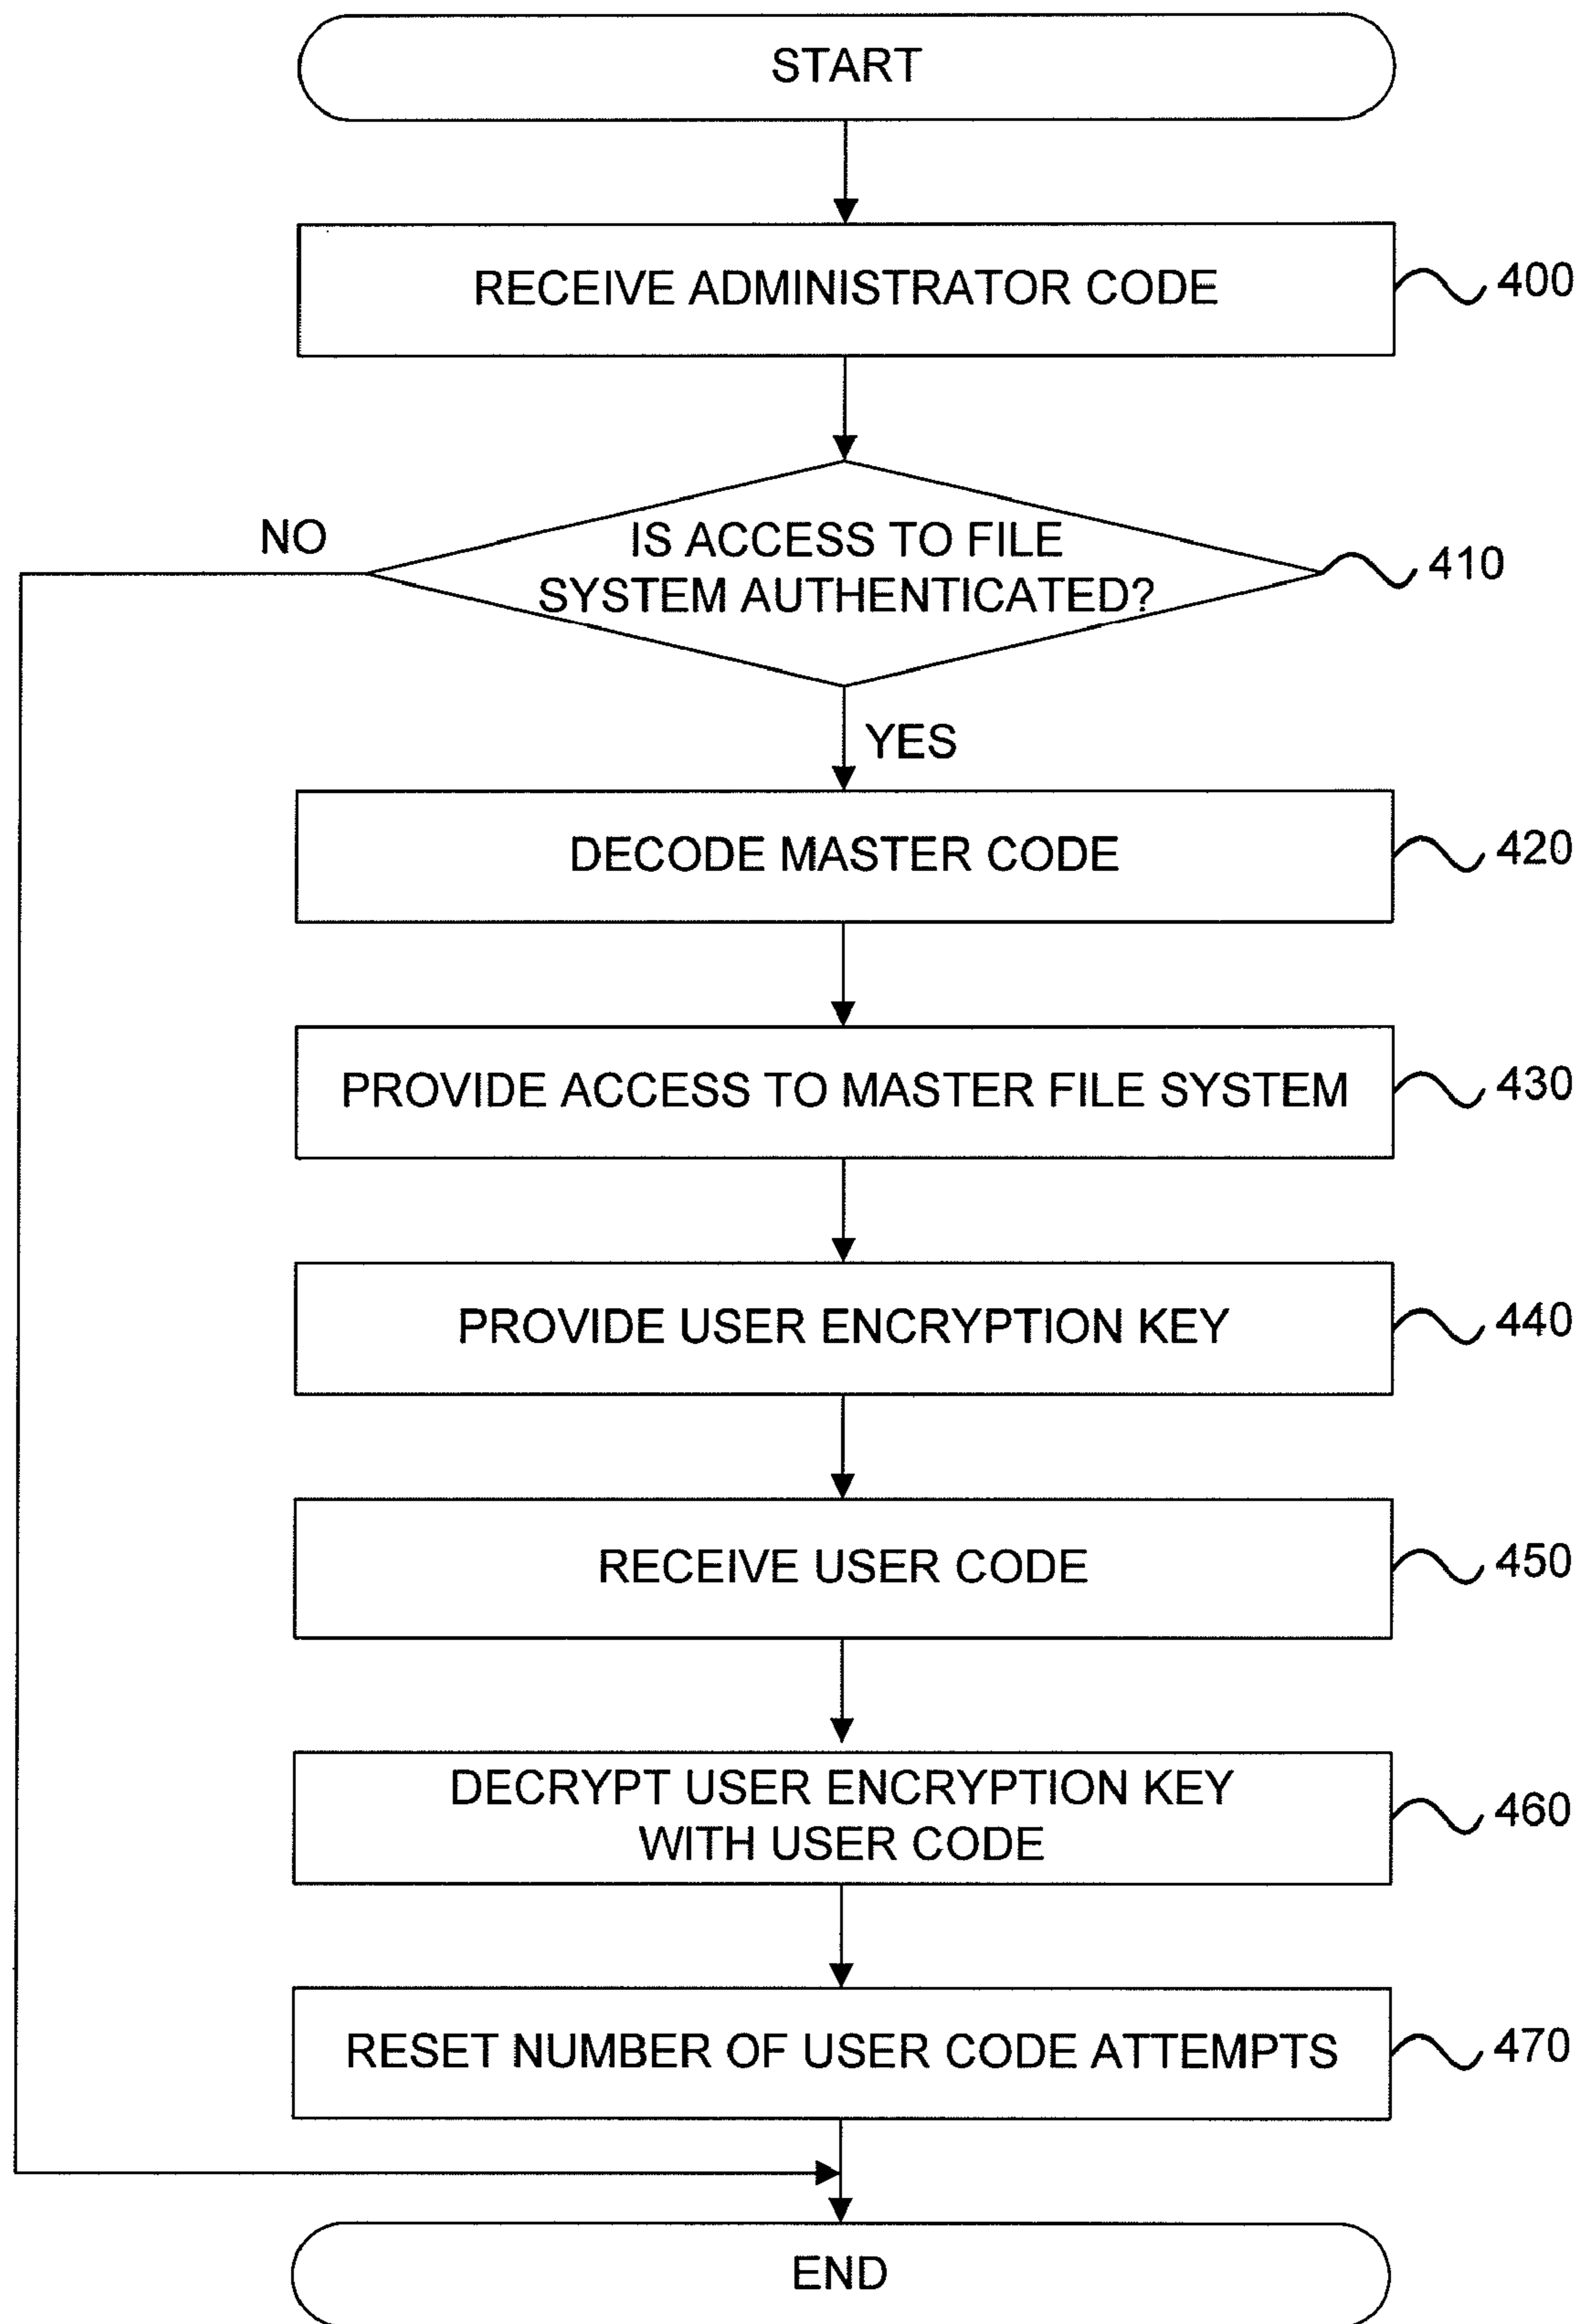 START
RECEIVE ADMINISTRATOR CODE
400
NO
IS ACCESS TO FILE
SYSTEM AUTHENTICATED?
410
YES
DECODE MASTER CODE
420
PROVIDE ACCESS TO MASTER FILE SYSTEM
430
PROVIDE USER ENCRYPTION KEY
440
RECEIVE USER CODE
450
DECRYPT USER ENCRYPTION KEY
WITH USER CODE
460
RESET NUMBER OF USER CODE ATTEMPTS
470
END